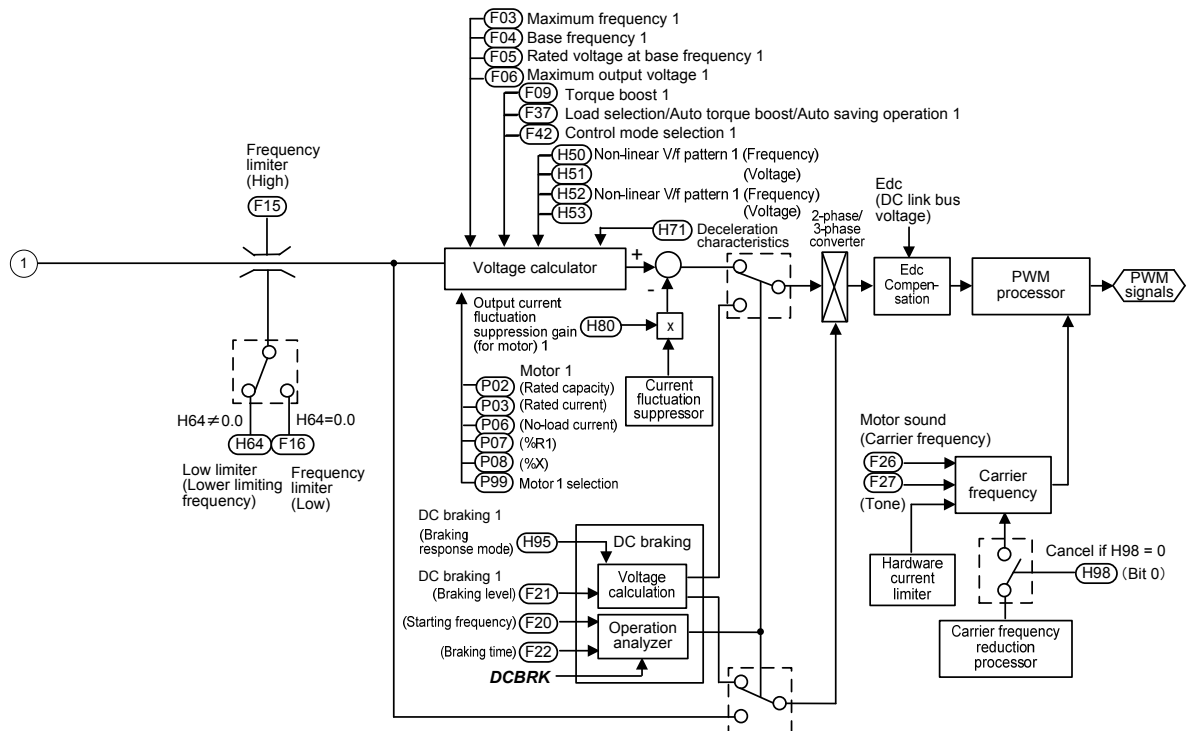 F03 Maximum frequency 1
F04 Base frequency 1
F05 Rated voltage at base frequency 1
F06 Maximum output voltage 1
F09 Torque boost 1
F37 Load selection/Auto torque boost/Auto saving operation 1
F42 Control mode selection 1
H50 Non-linear V/f pattern 1 (Frequency)
H51 (Voltage)
H52 Non-linear V/f pattern 1 (Frequency)
H53 (Voltage)
H71 Deceleration
characteristics
Frequency
limiter
(High)
F15
1
Voltage calculator
+
-
2-phase/
3-phase
converter
Edc
(DC link bus
voltage)
Edc
Compen-
sation
PWM
processor
PWM
signals
Output current
fluctuation
suppression gain
(for motor) 1
H80
x
Current
fluctuation
suppressor
Motor 1
P02 (Rated capacity)
P03 (Rated current)
P06 (No-load current)
P07 (%R1)
P08 (%X)
P99 Motor 1 selection
H64≠0.0
H64=0.0
H64
F16
Low limiter
(Lower limiting
frequency)
Frequency
limiter
(Low)
Motor sound
(Carrier frequency)
F26
F27
(Tone)
Carrier
frequency
Hardware
current
limiter
Cancel if H98 = 0
H98 (Bit 0)
Carrier frequency
reduction
processor
DC braking 1
(Braking
response mode)
H95
DC braking 1
(Braking level)
F21
(Starting frequency)
F20
(Braking time)
F22
DCBRK
DC braking
Voltage
calculation
Operation
analyzer